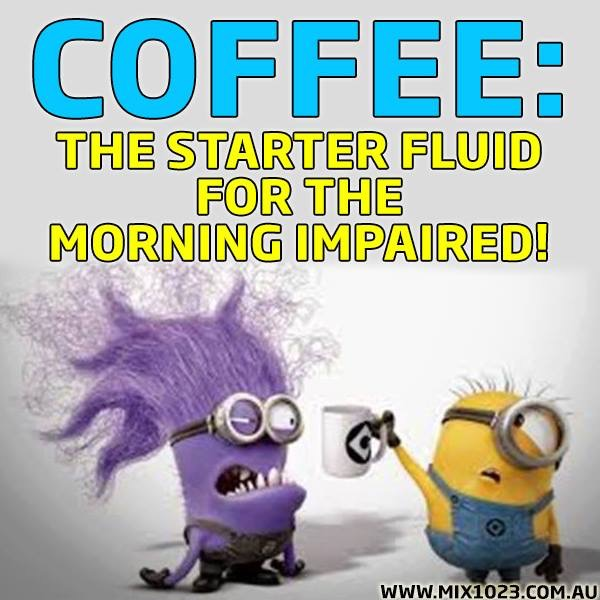 COFFEE:
THE STARTER FLUID
FOR THE
MORNING IMPAIRED!
WWW.MIX1023.COM.AU